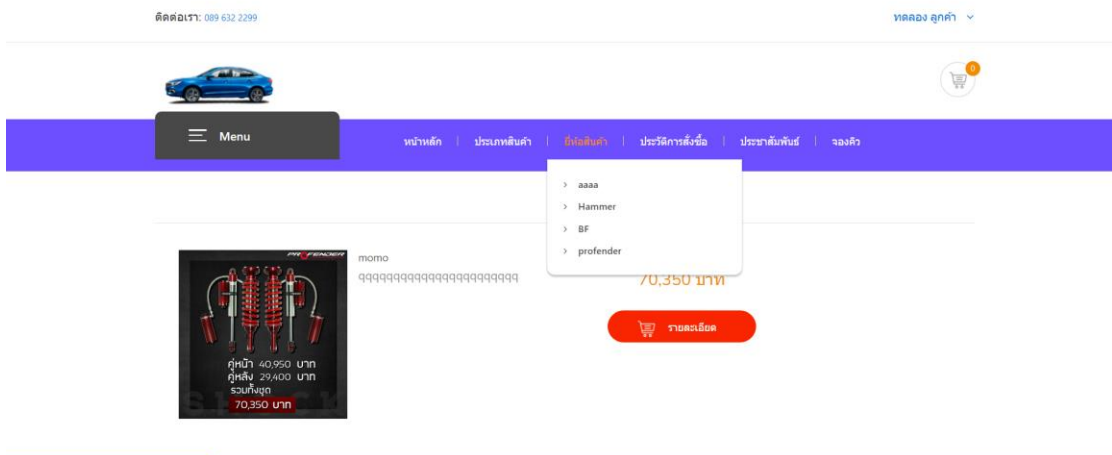 ติดต่อเรา: 089 632 2299
ทดลอง ลูกค้า
0
Menu
หน้าหลัก
ประเภทสินค้า
ยี่ห้อสินค้า
ประวัติการสั่งซื้อ
ประชาสัมพันธ์
จองคิว
aaaa
Hammer
BF
profender
PROFENDER
คู่หน้า 40,950 บาท
คู่หลัง 29,400 บาท
รวมทั้งชุด
70,350 บาท
momo
qqqqqqqqqqqqqqqqqqqqqqq
70,350 บาท
รายละเอียด